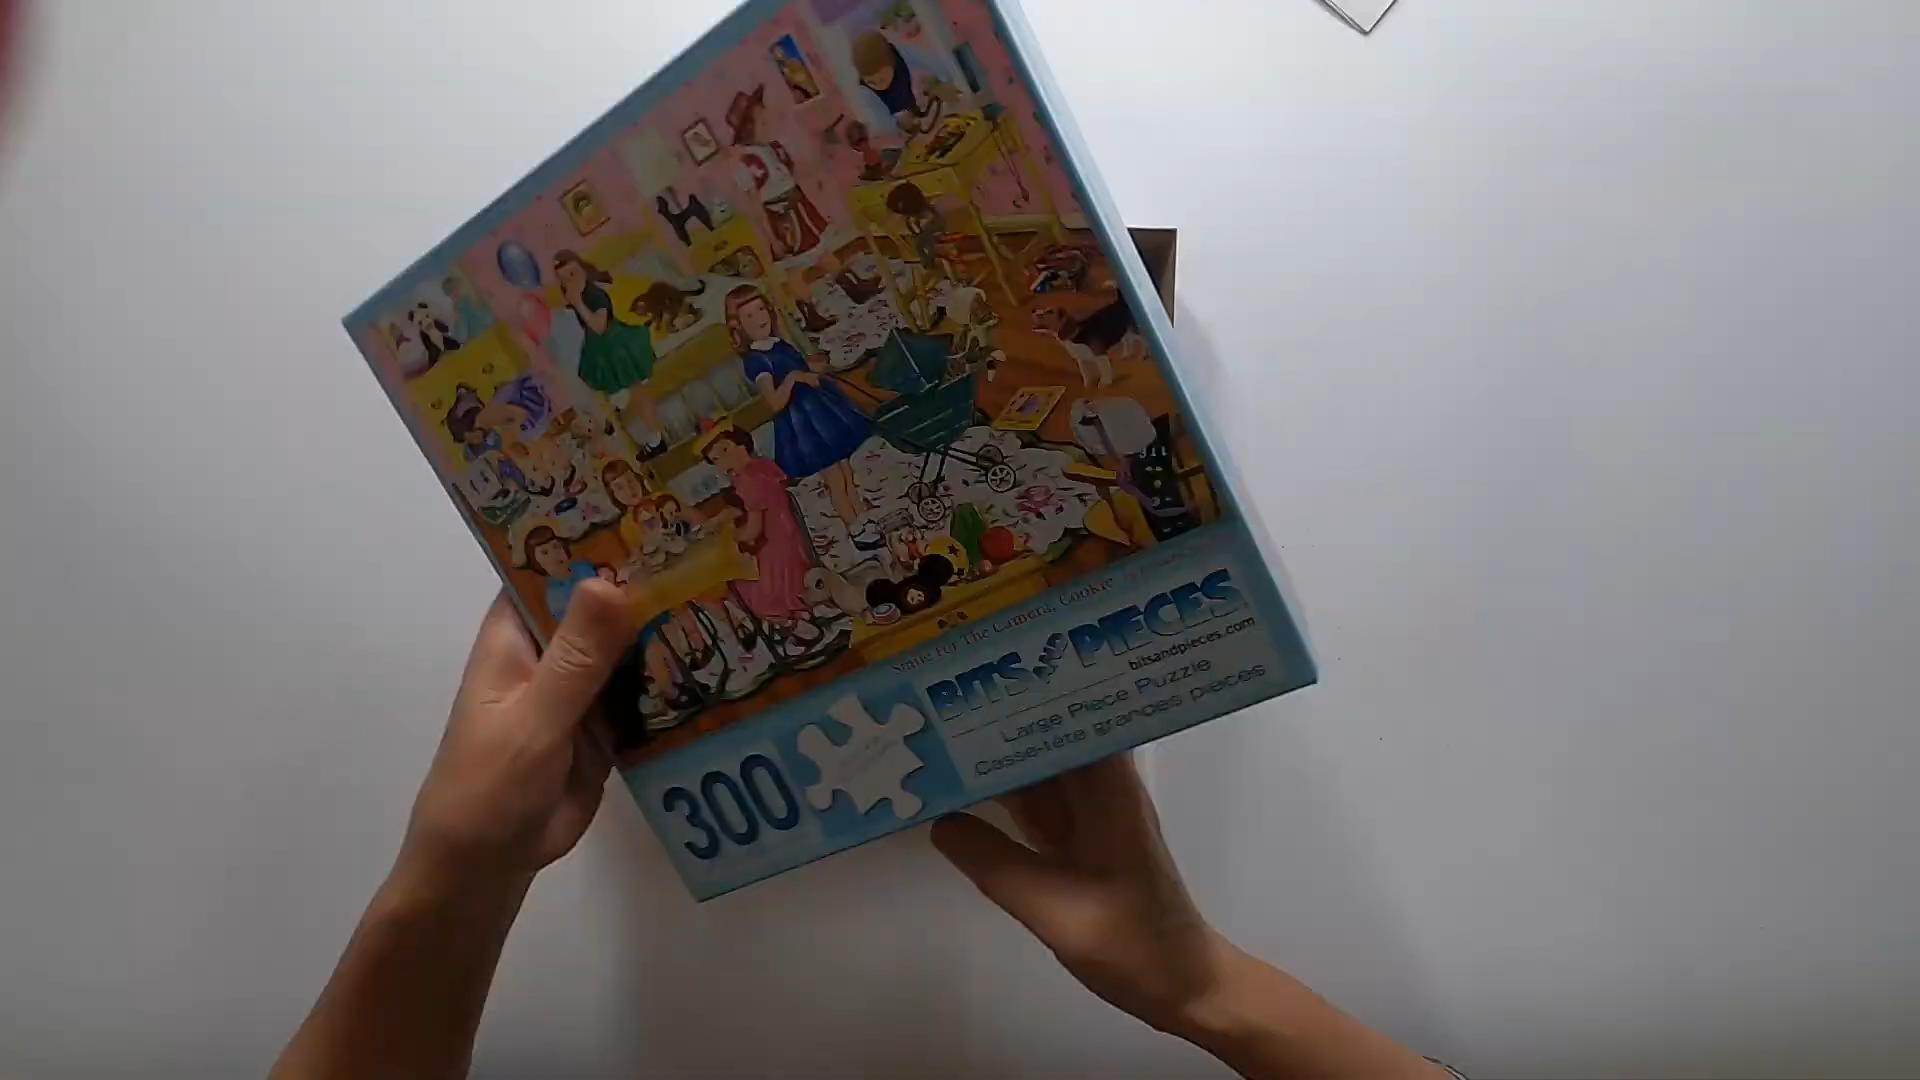 Smile For The Camera, Cookie
BITS AND PIECES
bitsandpieces.com
Large Piece Puzzle
Casse-tête grandes pièces
300